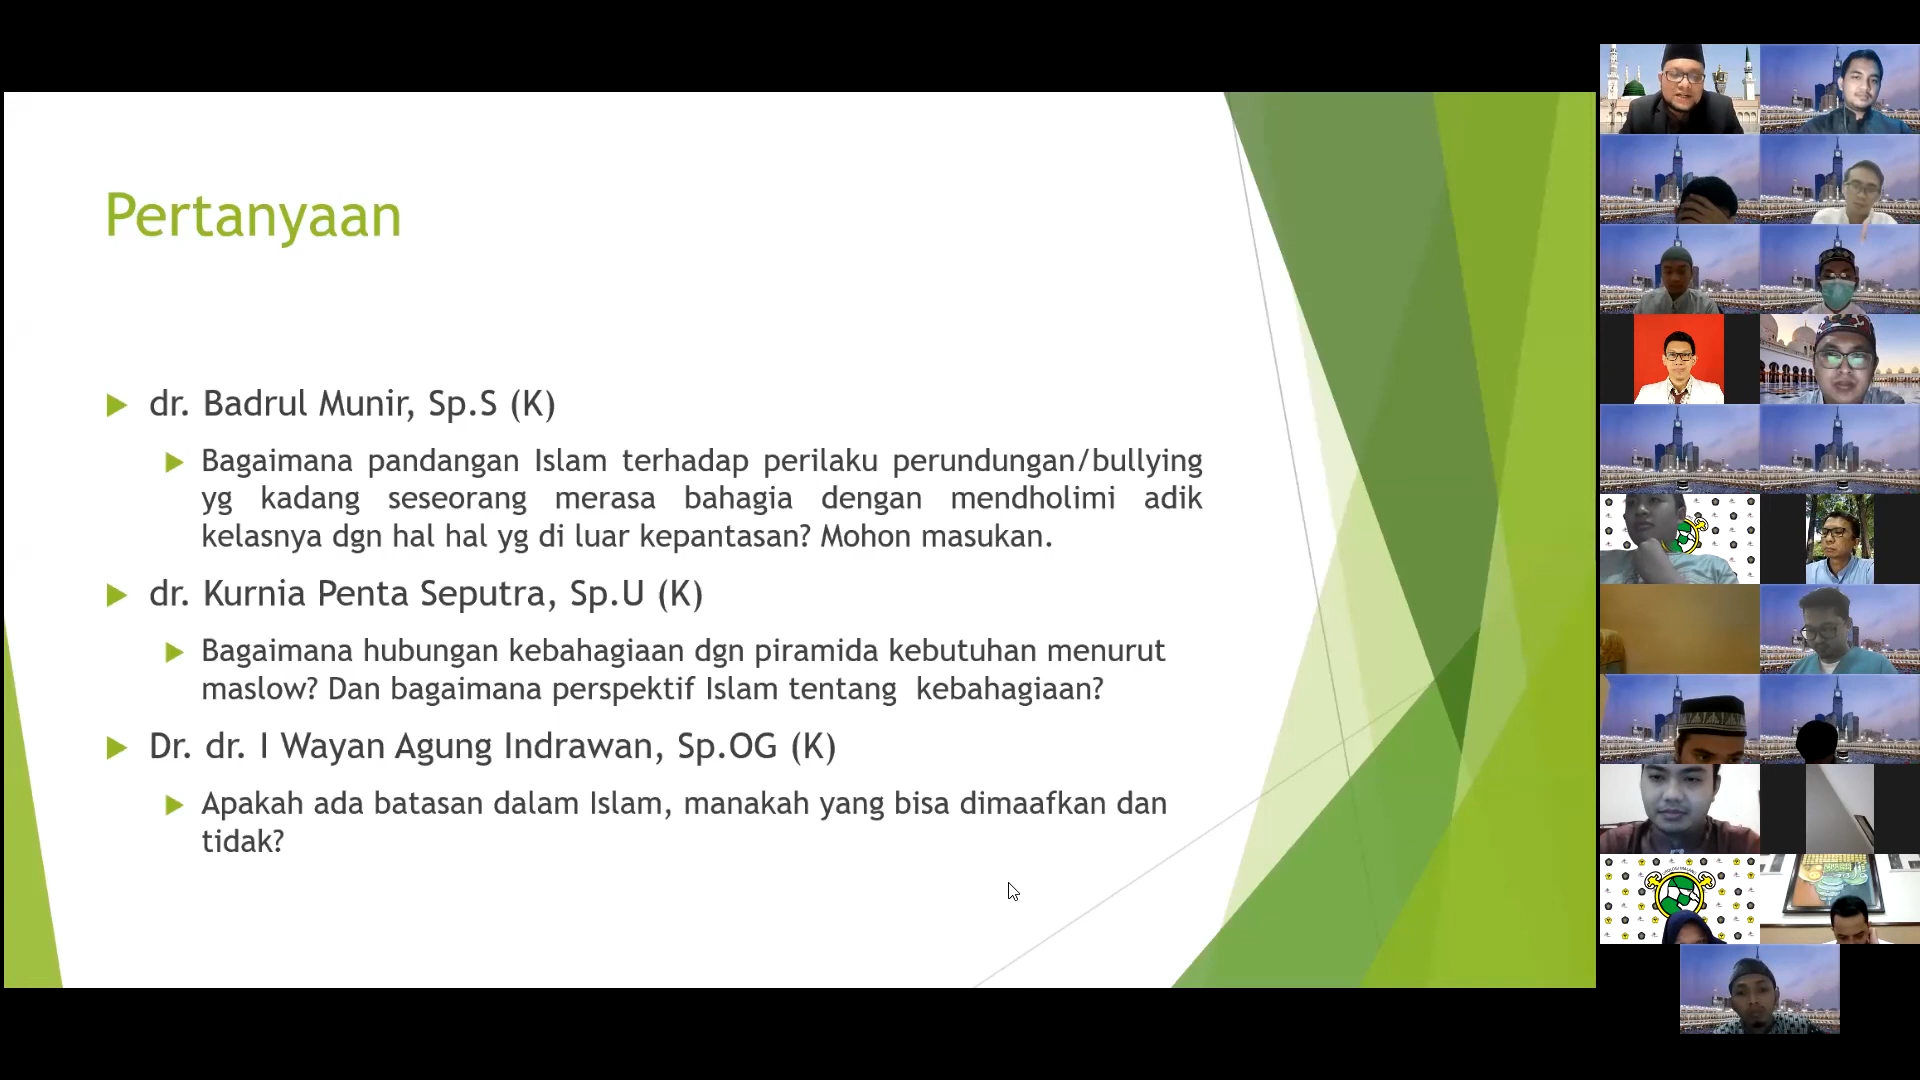 Pertanyaan
dr. Badrul Munir, Sp.S (K)
Bagaimana pandangan Islam terhadap perilaku perundungan/bullying
yg kadang seseorang merasa bahagia dengan mendholimi adik
kelasnya dgn hal hal yg di luar kepantasan? Mohon masukan.
dr. Kurnia Penta Seputra, Sp.U (K)
Bagaimana hubungan kebahagiaan dgn piramida kebutuhan menurut
maslow? Dan bagaimana perspektif Islam tentang  kebahagiaan?
Dr. dr. I Wayan Agung Indrawan, Sp.OG (K)
Apakah ada batasan dalam Islam, manakah yang bisa dimaafkan dan
tidak?